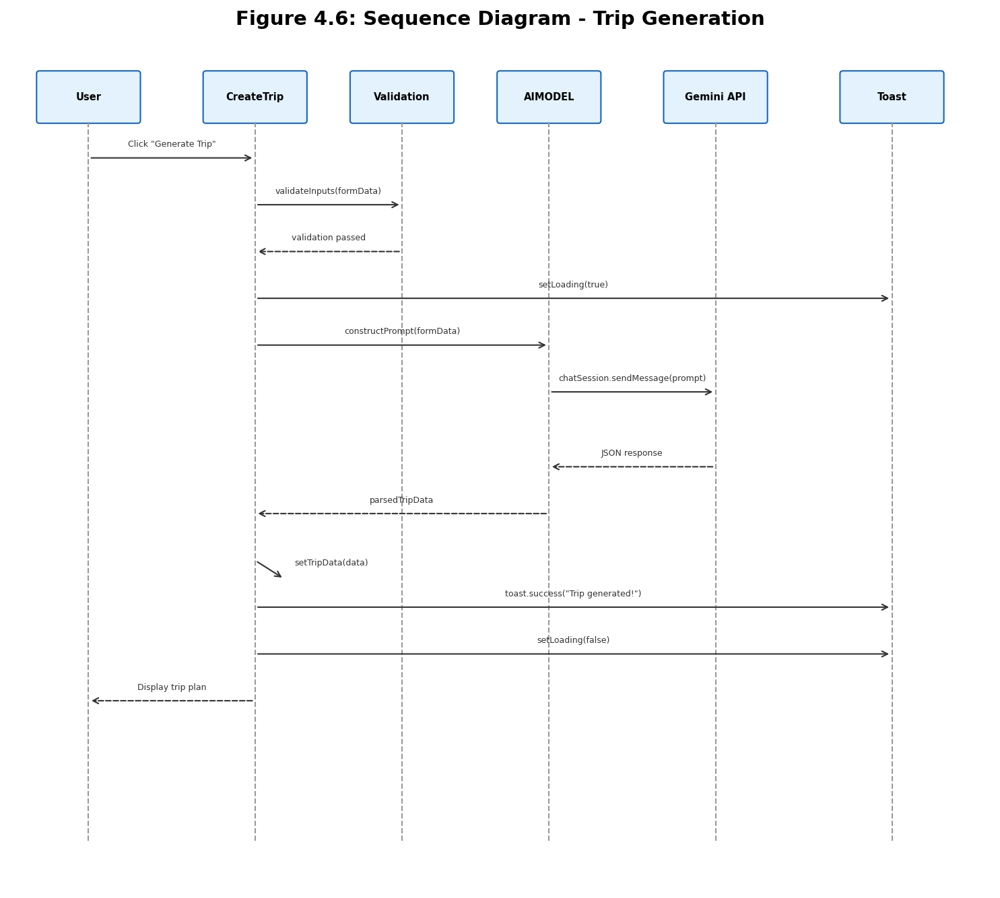 Figure 4.6: Sequence Diagram - Trip Generation
User
CreateTrip
Validation
AIMODEL
Gemini API
Toast
Click "Generate Trip"
validateInputs(formData)
validation passed
setLoading(true)
constructPrompt(formData)
chatSession.sendMessage(prompt)
JSON response
parsedTripData
setTripData(data)
toast.success("Trip generated!")
setLoading(false)
Display trip plan